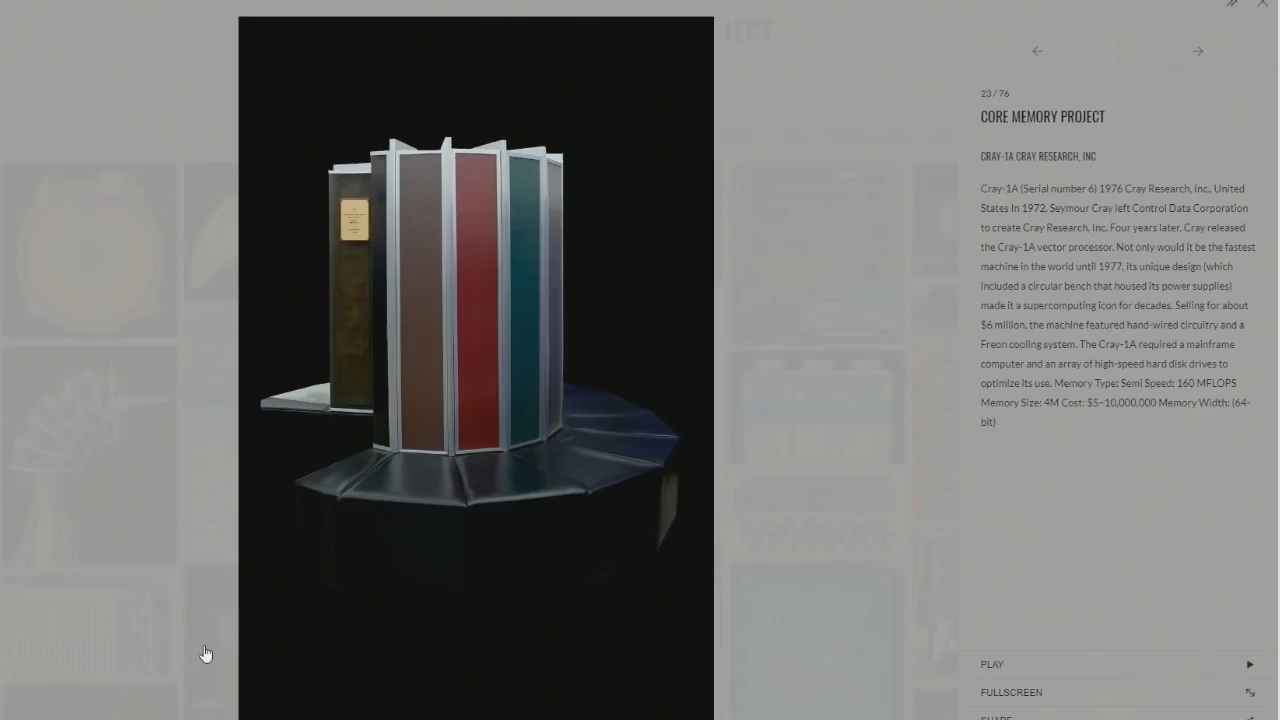 JECT
23 / 76
CORE MEMORY PROJECT
CRAY-1A CRAY RESEARCH, INC
Cray-1A (Serial number 6) 1976 Cray Research, Inc., United
States In 1972, Seymour Cray left Control Data Corporation
to create Cray Research, Inc. Four years later, Cray released
the Cray-1A vector processor. Not only would it be the fastest
machine in the world until 1977, its unique design (which
included a circular bench that housed its power supplies)
made it a supercomputing icon for decades. Selling for about
$6 million, the machine featured hand-wired circuitry and a
Freon cooling system. The Cray-1A required a mainframe
computer and an array of high-speed hard disk drives to
optimize its use. Memory Type: Semi Speed: 160 MFLOPS
Memory Size: 4M Cost: $5–10,000,000 Memory Width: (64-
bit)
PLAY
FULLSCREEN
SHARE